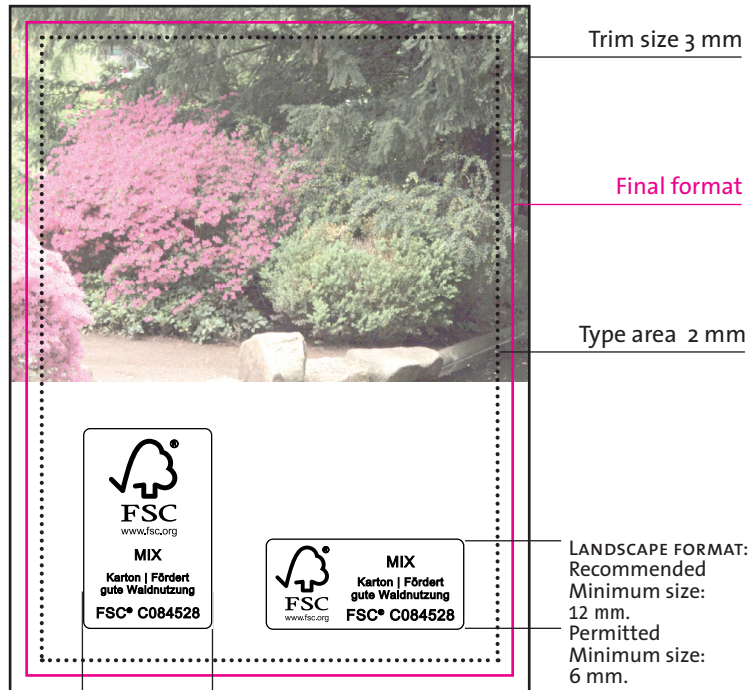 Trim size 3 mm
Final format
Type area 2 mm
FSC®
www.fsc.org
MIX
Karton | Fördert
gute Waldnutzung
FSC® C084528
FSC
www.fsc.org
MIX
Karton | Fördert
gute Waldnutzung
FSC® C084528
LANDSCAPE FORMAT:
Recommended
Minimum size:
12 mm.
Permitted
Minimum size:
6 mm.